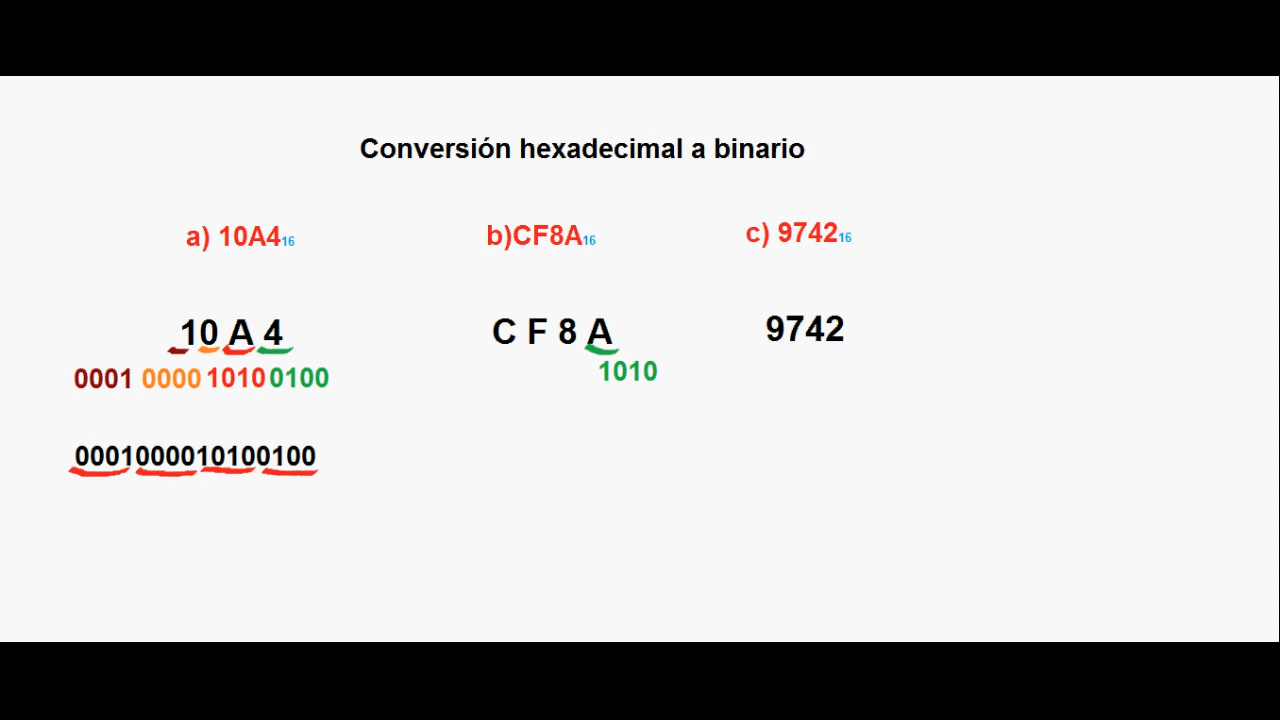 Conversión hexadecimal a binario
a) 10A4₁₆ b)CF8A₁₆ c) 9742₁₆
10 A 4 C F 8 A 9742
0001 0000 1010 0100 1010
0001000010100100